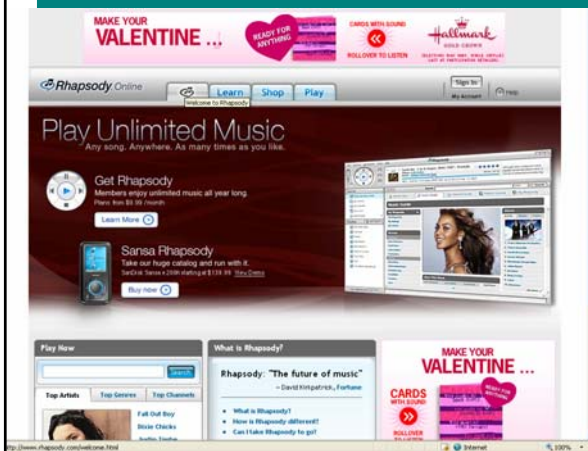 MAKE YOUR
VALENTINE ...
READY FOR
ANYTHING
CARDS WITH SOUND
ROLLOVER TO LISTEN
Hallmark
GOLD CROWN
Rhapsody Online
Learn
Shop
Play
Sign In
My Account
Help
Welcome to Rhapsody
Play Unlimited Music
Any song. Anywhere. As many times as you like.
Get Rhapsody
Members enjoy unlimited music all year long.
Learn More
Sansa Rhapsody
Take our huge catalog and run with it.
View Demo
Buy now
Play Now
Search
Top Artists
Top Genres
Top Channels
Fall Out Boy
Dixie Chicks
What is Rhapsody?
Rhapsody: "The future of music"
– David Kirkpatrick, Fortune
What is Rhapsody?
How is Rhapsody different?
Can I take Rhapsody to go?
MAKE YOUR
VALENTINE ...
CARDS
WITH SOUND
READY FOR
ANYTHING
ROLLOVER
http://www.rhapsody.com/welcome.html
Internet
100%